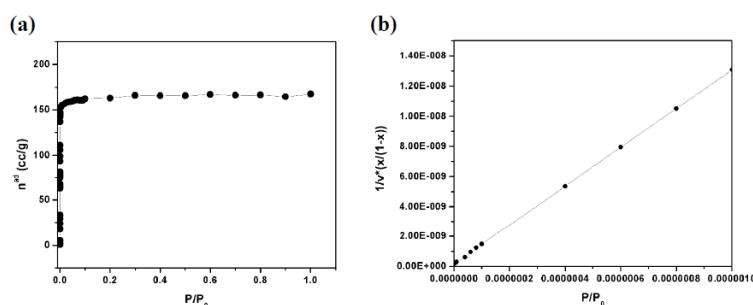 (a)
200
150
100
50
0
n^ad (cc/g)
0.0 0.2 0.4 0.6 0.8 1.0
P/P₀
(b)
1.40E-008
1.20E-008
1.00E-008
8.00E-009
6.00E-009
4.00E-009
2.00E-009
0.00E+000
1/v*(x/(1-x))
0.0000000 0.0000002 0.0000004 0.0000006 0.0000008 0.0000010
P/P₀